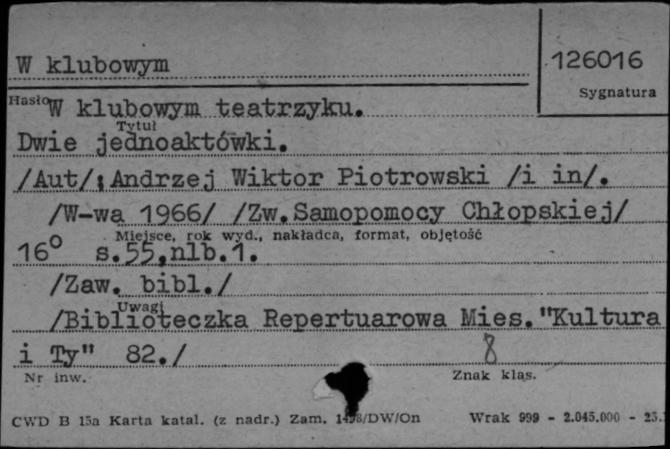 W klubowym
126016
Sygnatura
Hasło W klubowym teatrzyku.
Tytuł
Dwie jednoaktówki.
/Aut/; Andrzej Wiktor Piotrowski /i in/.
/W-wa 1966/ /Zw.Samopomocy Chłopskiej/
Miejsce, rok wyd., nakładca, format, objętość
16° s.55,nlb.1.
/Zaw. bibl./
Uwagi
/Biblioteczka Repertuarowa Mies."Kultura
i Ty" 82./ 8
Nr inw. Znak klas.
CWD B 15a Karta katal. (z nadr.) Zam. /DW/On Wrak 999 - 2.045.000 -